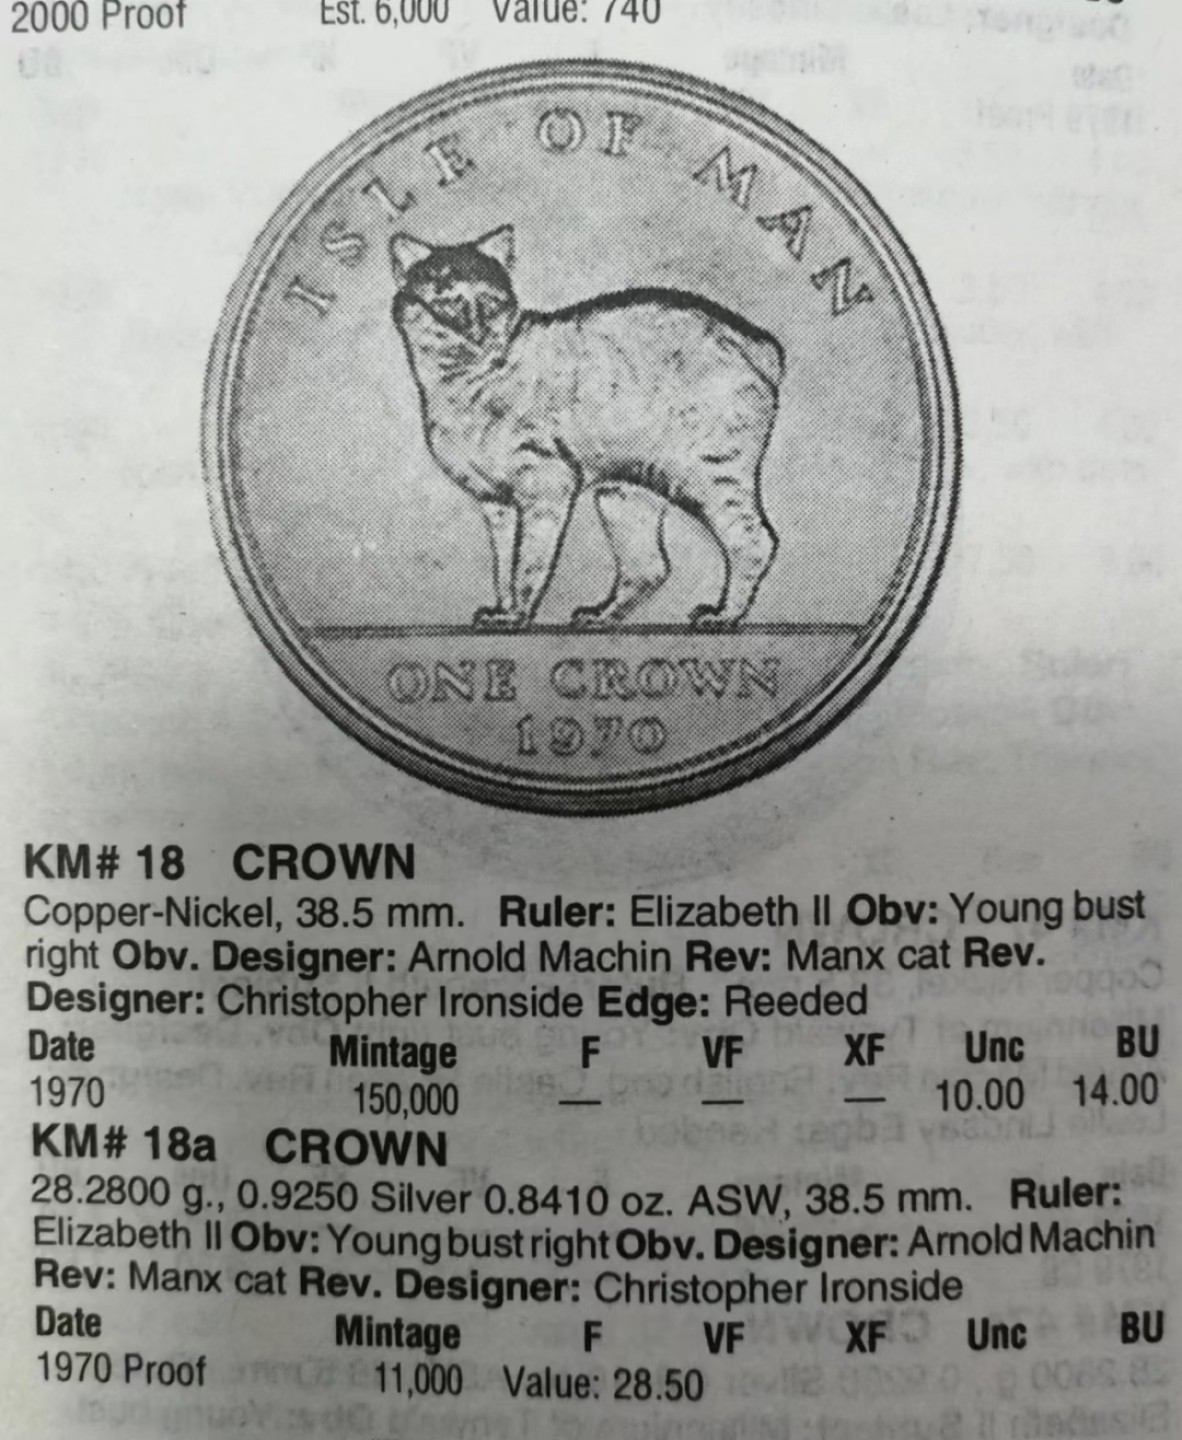 2000 Proof Est. 6,000 Value: 740
ISLE OF MAN
ONE CROWN
1970
KM# 18 CROWN
Copper-Nickel, 38.5 mm. Ruler: Elizabeth II Obv: Young bust
right Obv. Designer: Arnold Machin Rev: Manx cat Rev.
Designer: Christopher Ironside Edge: Reeded
Date Mintage F VF XF Unc BU
1970 150,000 — — — 10.00 14.00
KM# 18a CROWN
28.2800 g., 0.9250 Silver 0.8410 oz. ASW, 38.5 mm. Ruler:
Elizabeth II Obv: Young bust right Obv. Designer: Arnold Machin
Rev: Manx cat Rev. Designer: Christopher Ironside
Date Mintage F VF XF Unc BU
1970 Proof 11,000 Value: 28.50